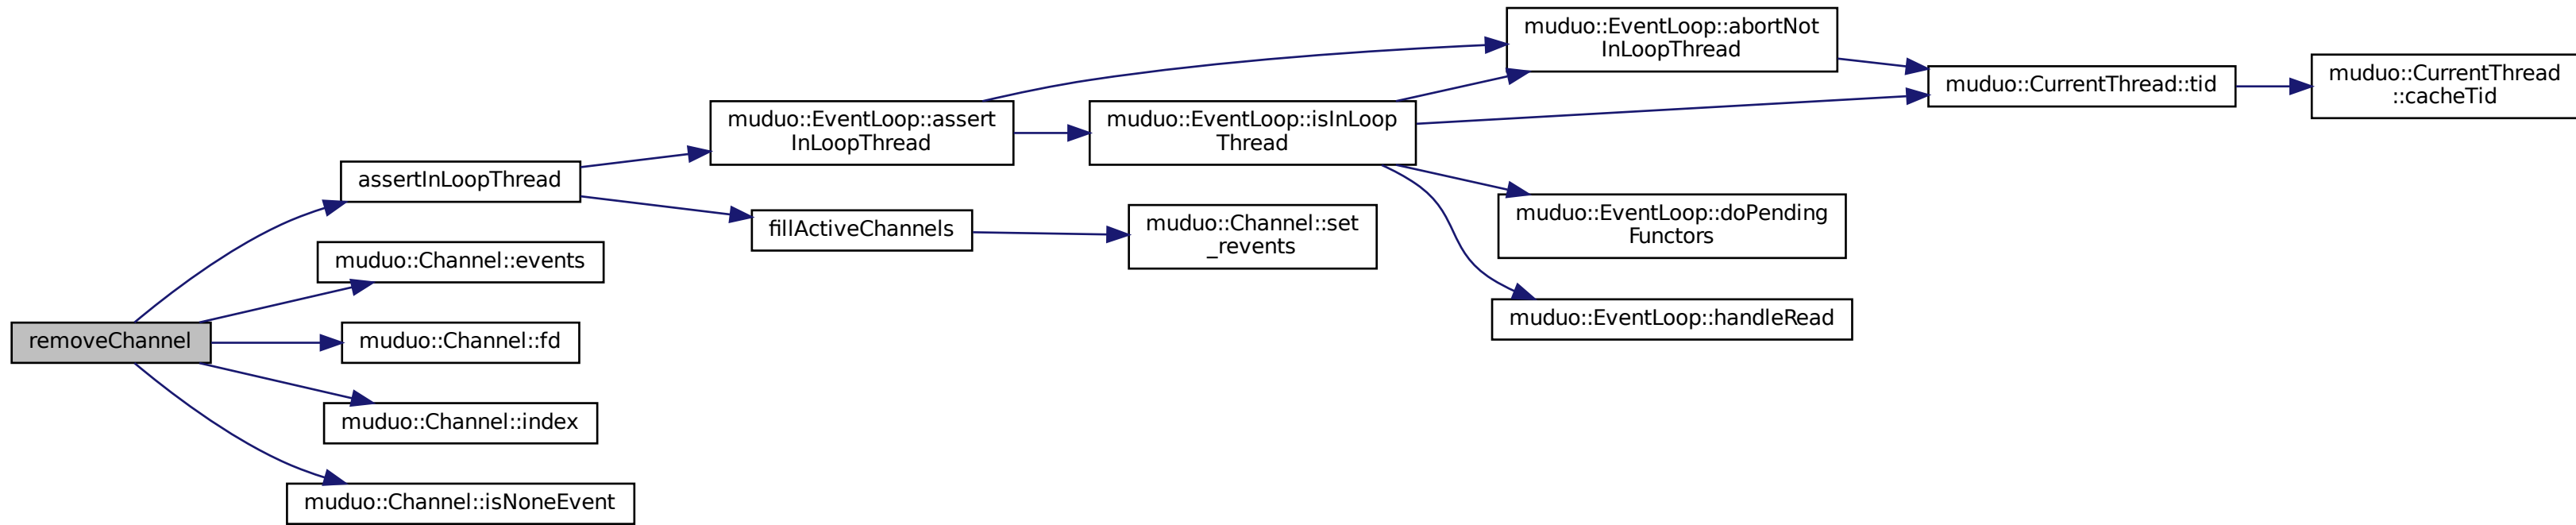 removeChannel
assertInLoopThread
muduo::Channel::events
muduo::Channel::fd
muduo::Channel::index
muduo::Channel::isNoneEvent
muduo::EventLoop::assert
InLoopThread
fillActiveChannels
muduo::EventLoop::isInLoop
Thread
muduo::Channel::set
_revents
muduo::EventLoop::abortNot
InLoopThread
muduo::EventLoop::doPending
Functors
muduo::EventLoop::handleRead
muduo::CurrentThread::tid
muduo::CurrentThread
::cacheTid